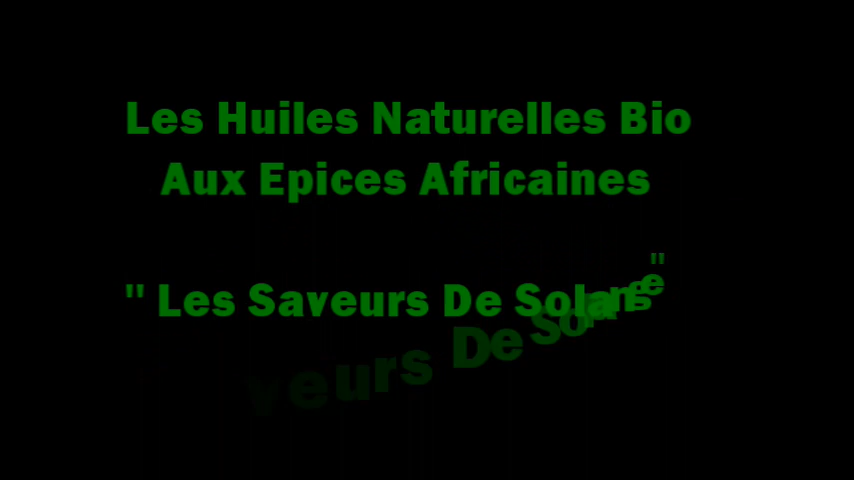 Les Huiles Naturelles Bio
Aux Epices Africaines
" Les Saveurs De Solange "